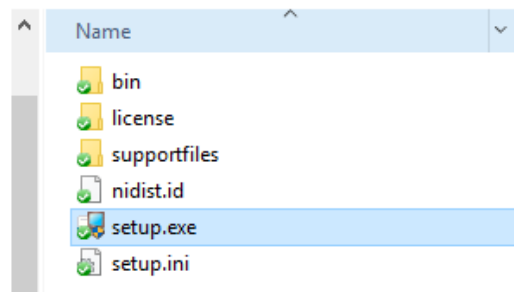 Name
bin
license
supportfiles
nidist.id
setup.exe
setup.ini